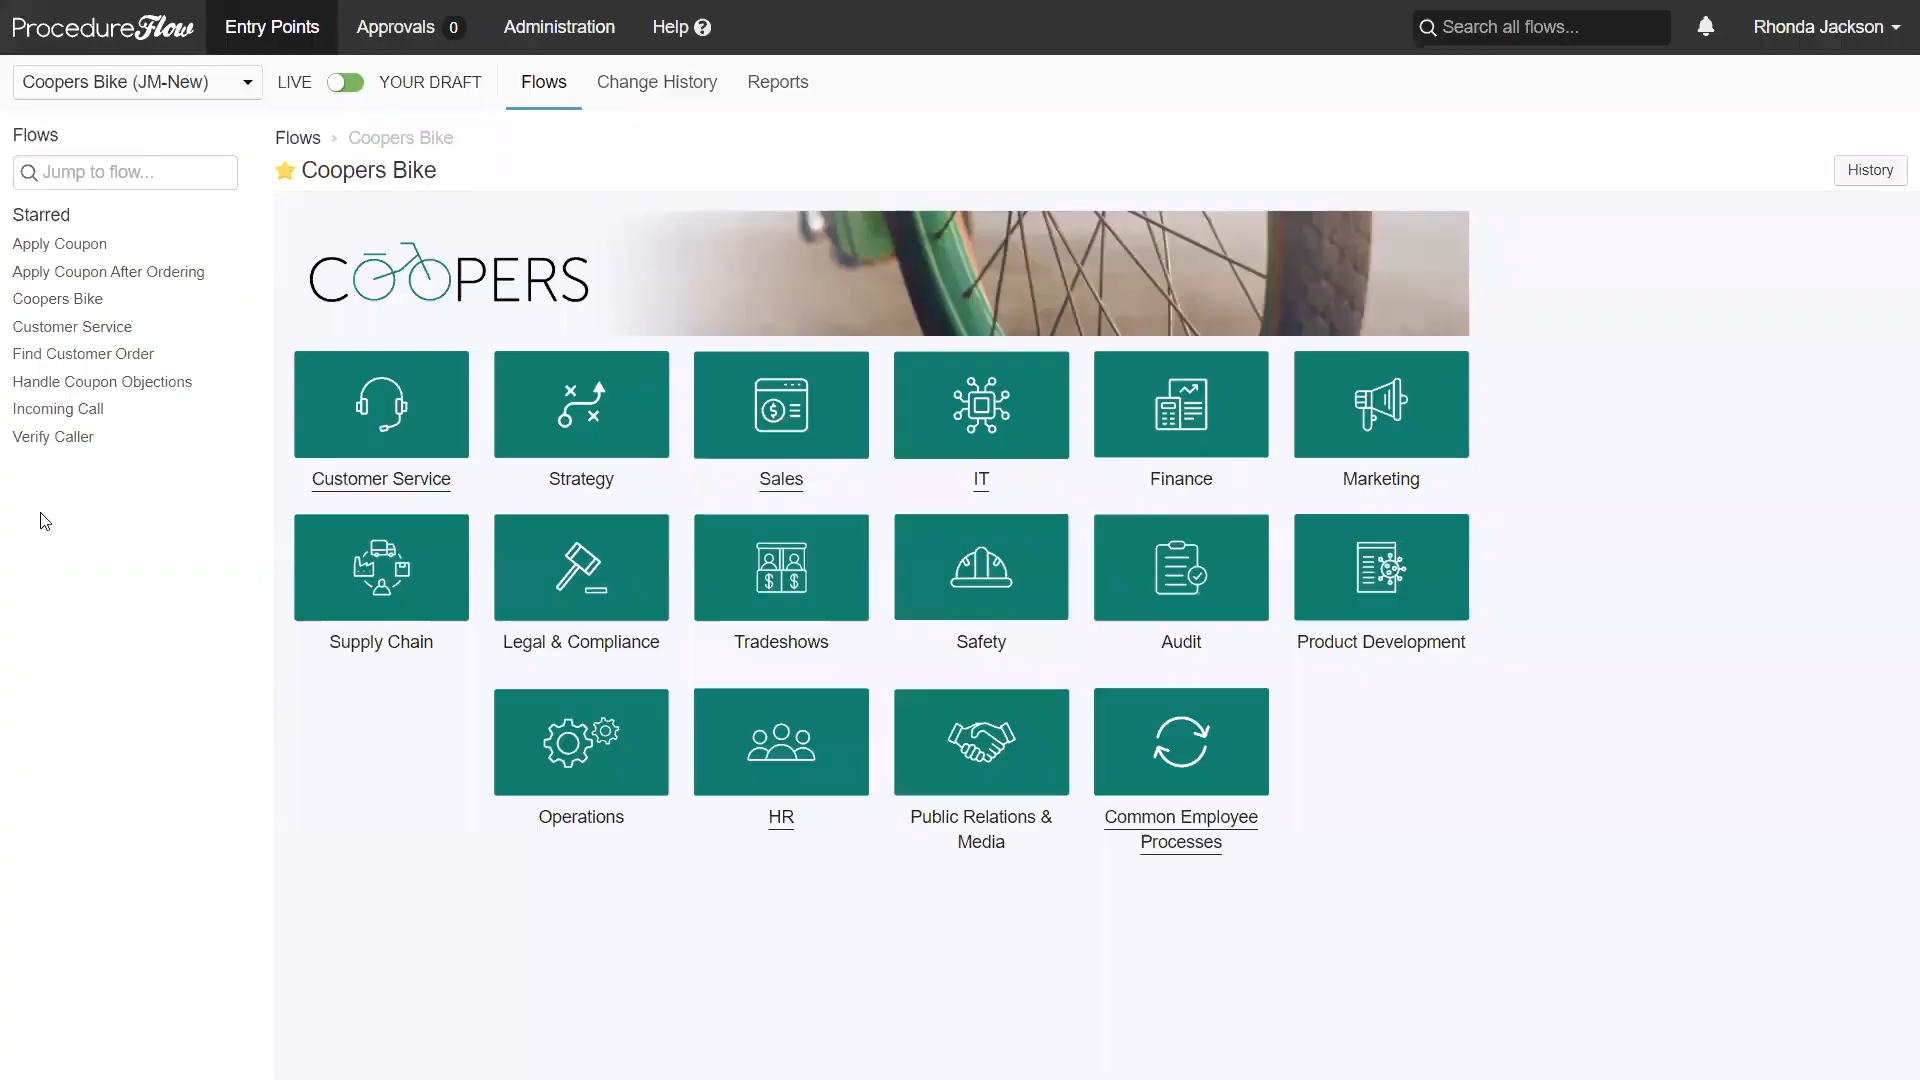 ProcedureFlow Entry Points Approvals 0 Administration Help ? Search all flows... Rhonda Jackson
Coopers Bike (JM-New) LIVE YOUR DRAFT Flows Change History Reports
Flows
Jump to flow...
Starred
Apply Coupon
Apply Coupon After Ordering
Coopers Bike
Customer Service
Find Customer Order
Handle Coupon Objections
Incoming Call
Verify Caller
Flows › Coopers Bike
Coopers Bike
History
COOPERS
Customer Service Strategy Sales IT Finance Marketing
Supply Chain Legal & Compliance Tradeshows Safety Audit Product Development
Operations HR Public Relations & Common Employee
Media Processes